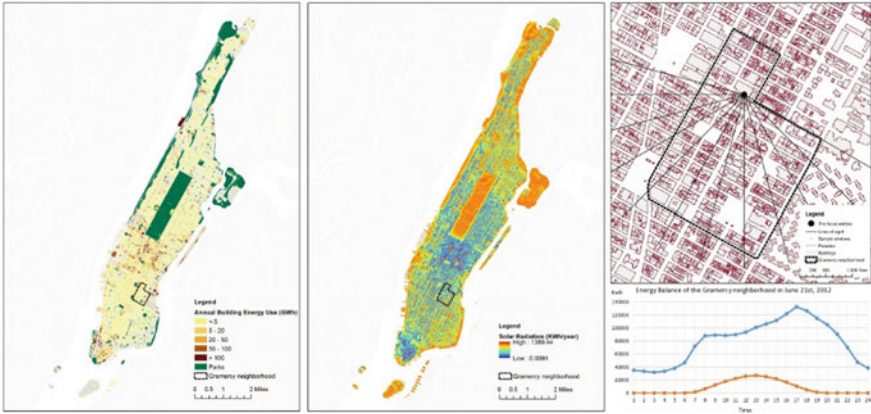 Legend
Annual Building Energy Use (GWh)
< 5
5 - 20
20 - 50
50 - 100
> 100
Parks
Gramercy neighborhood
0 0.5 1 2 Miles
Legend
Solar Radiation (KWh/year)
High : 1389.44
Low :
Gramercy neighborhood
0 0.5 1 2 Miles
Legend
Lines of sight
Sample windows
Buildings
Gramercy neighborhood
Energy Balance of the Gramercy neighborhood in June 21st, 2012
KWh
140000
120000
100000
80000
60000
40000
20000
0
1 2 3 4 5 6 7 8 9 10 11 12 13 14 15 16 17 18 19 20 21 22 23 24
Time